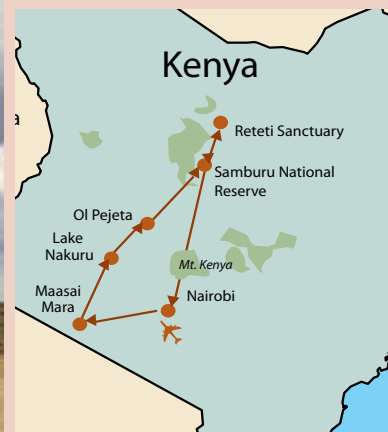 Kenya
a
Reteti Sanctuary
Samburu National
Reserve
Ol Pejeta
Lake
Nakuru
Mt. Kenya
Maasai
Mara
Nairobi